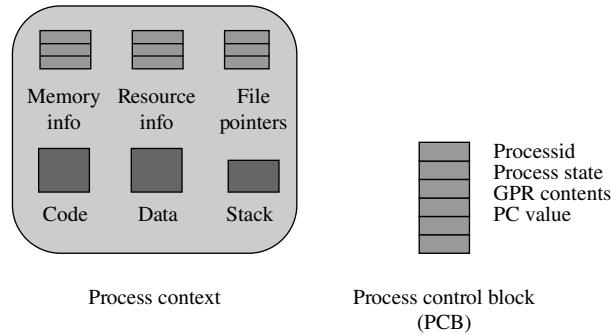 Memory info
Resource info
File pointers
Code
Data
Stack
Process context
Processid
Process state
GPR contents
PC value
Process control block
(PCB)